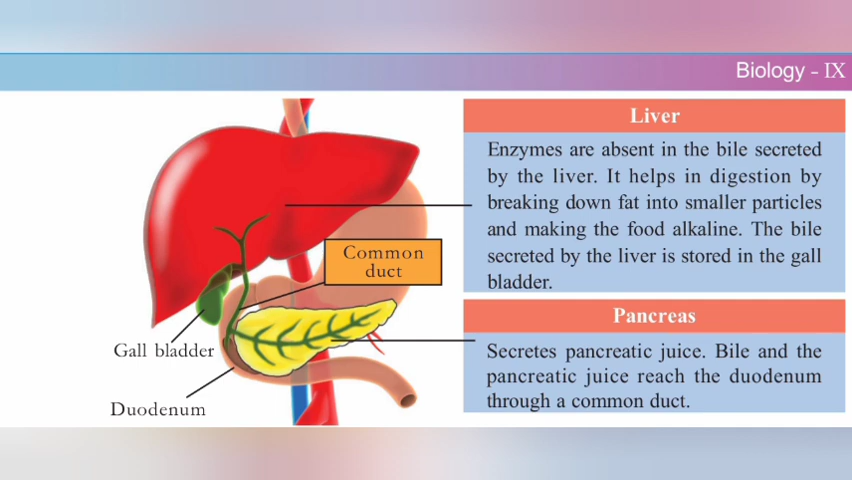 Biology - IX
Liver
Enzymes are absent in the bile secreted
by the liver. It helps in digestion by
breaking down fat into smaller particles
and making the food alkaline. The bile
secreted by the liver is stored in the gall
bladder.
Common
duct
Pancreas
Secretes pancreatic juice. Bile and the
pancreatic juice reach the duodenum
through a common duct.
Gall bladder
Duodenum